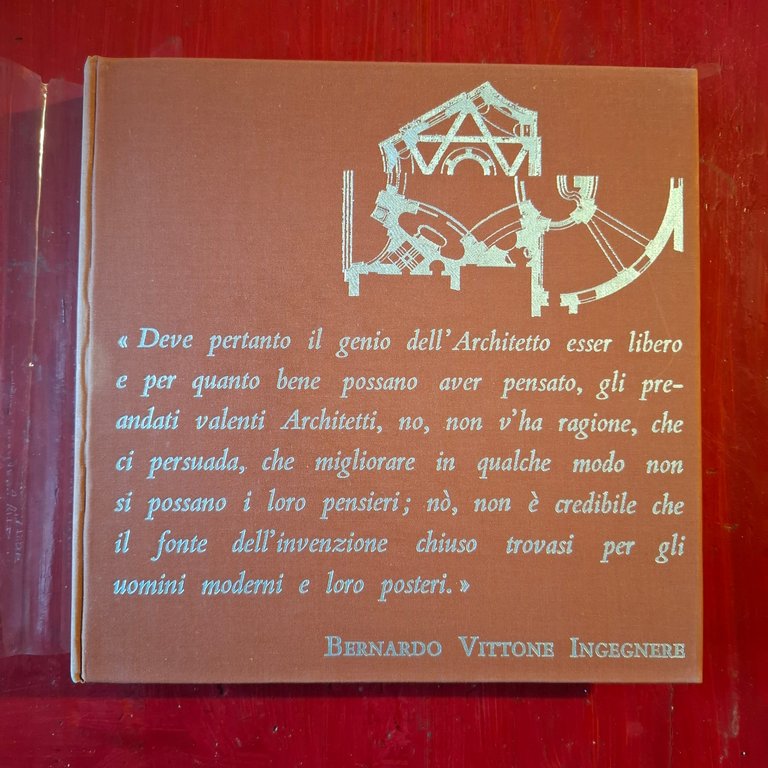 « Deve pertanto il genio dell'Architetto esser libero
e per quanto bene possano aver pensato, gli pre-
andati valenti Architetti, no, non v'ha ragione, che
ci persuada, che migliorare in qualche modo non
si possano i loro pensieri; nò, non è credibile che
il fonte dell'invenzione chiuso trovasi per gli
uomini moderni e loro posteri. »
BERNARDO VITTONE INGEGNERE